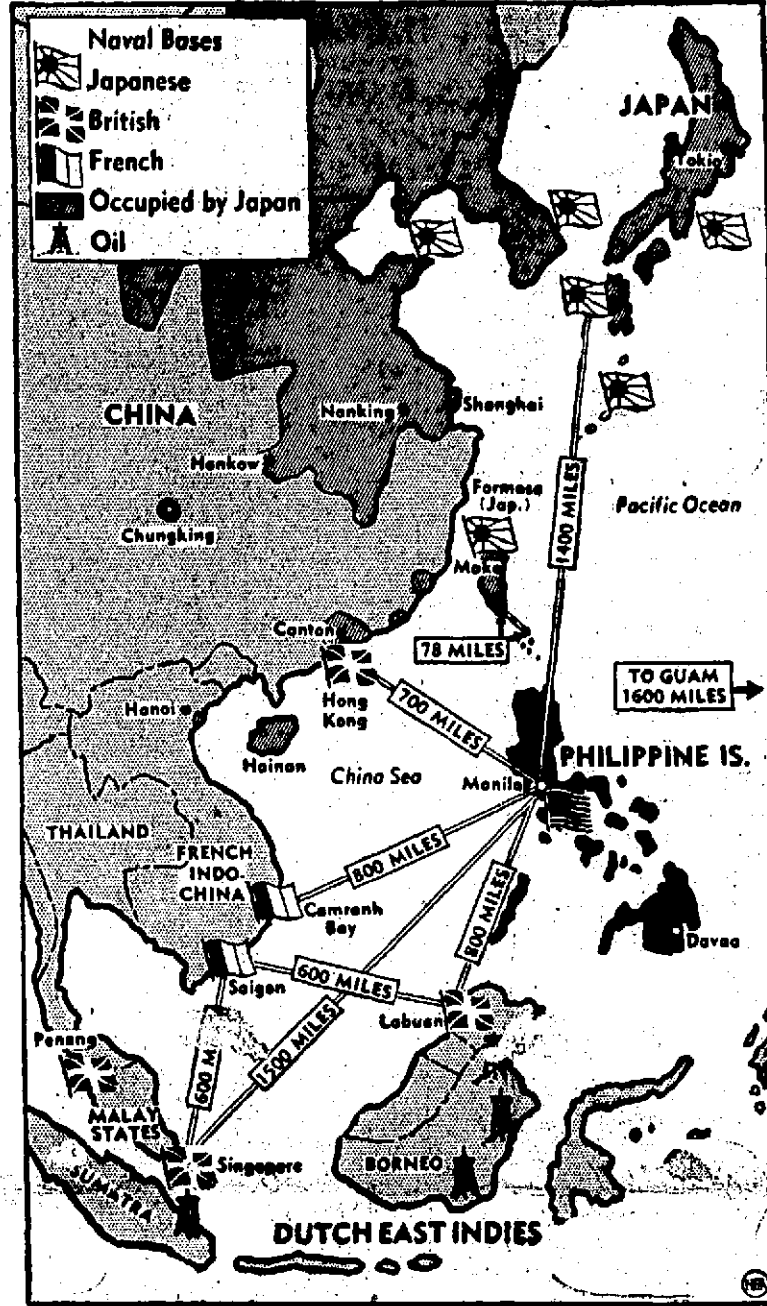 Naval Bases
Japanese
British
French
Occupied by Japan
Oil
JAPAN
Tokio
CHINA
Nanking
Shanghai
Hankow
Chungking
Formosa
(Jap.)
Pacific Ocean
1400 MILES
Mako
Canton
78 MILES
TO GUAM
1600 MILES
Hong
Kong
700 MILES
Hanoi
Hainan
China Sea
PHILIPPINE IS.
Manila
THAILAND
FRENCH
INDO-
CHINA
800 MILES
Camranh
Bay
800 MILES
Davao
Saigon
600 MILES
Labuan
1500 MILES
600 M
Penang
MALAY
STATES
Singapore
BORNEO
SUMATRA
DUTCH EAST INDIES